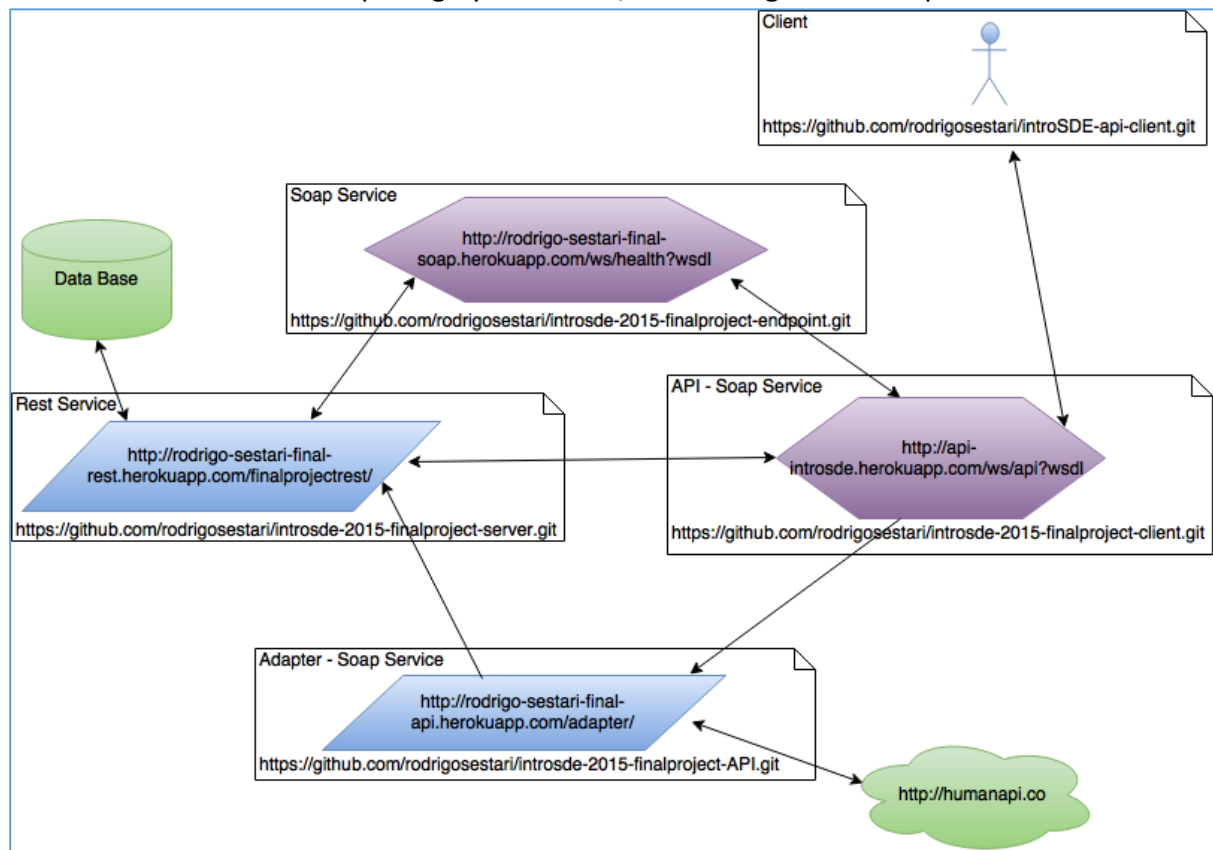 Client
https://github.com/rodrigosestari/introSDE-api-client.git
Soap Service
http://rodrigo-sestari-final-
soap.herokuapp.com/ws/health?wsdl
https://github.com/rodrigosestari/introsde-2015-finalproject-endpoint.git
Data Base
Rest Service
http://rodrigo-sestari-final-
rest.herokuapp.com/finalprojectrest/
https://github.com/rodrigosestari/introsde-2015-finalproject-server.git
API - Soap Service
http://api-
introsde.herokuapp.com/ws/api?wsdl
https://github.com/rodrigosestari/introsde-2015-finalproject-client.git
Adapter - Soap Service
http://rodrigo-sestari-final-
api.herokuapp.com/adapter/
https://github.com/rodrigosestari/introsde-2015-finalproject-API.git
http://humanapi.co